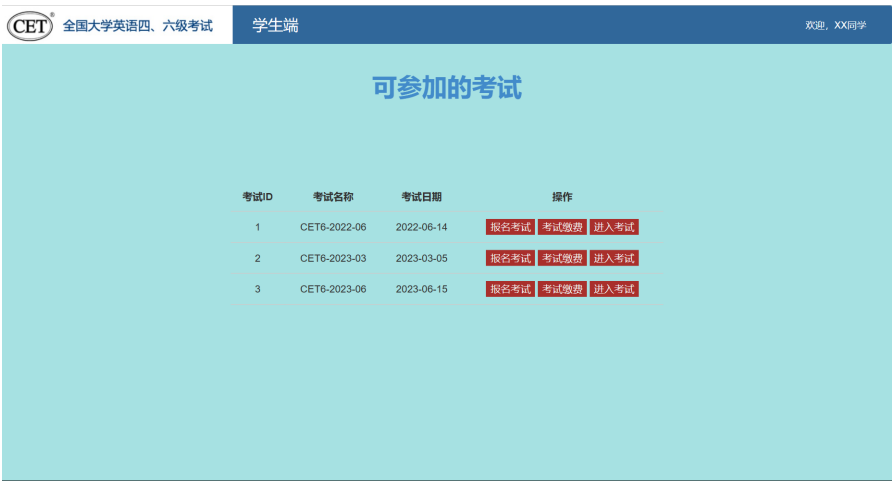 CET® 全国大学英语四、六级考试 学生端 欢迎，XX同学
可参加的考试
考试ID 考试名称 考试日期 操作
1 CET6-2022-06 2022-06-14 报名考试 考试缴费 进入考试
2 CET6-2023-03 2023-03-05 报名考试 考试缴费 进入考试
3 CET6-2023-06 2023-06-15 报名考试 考试缴费 进入考试